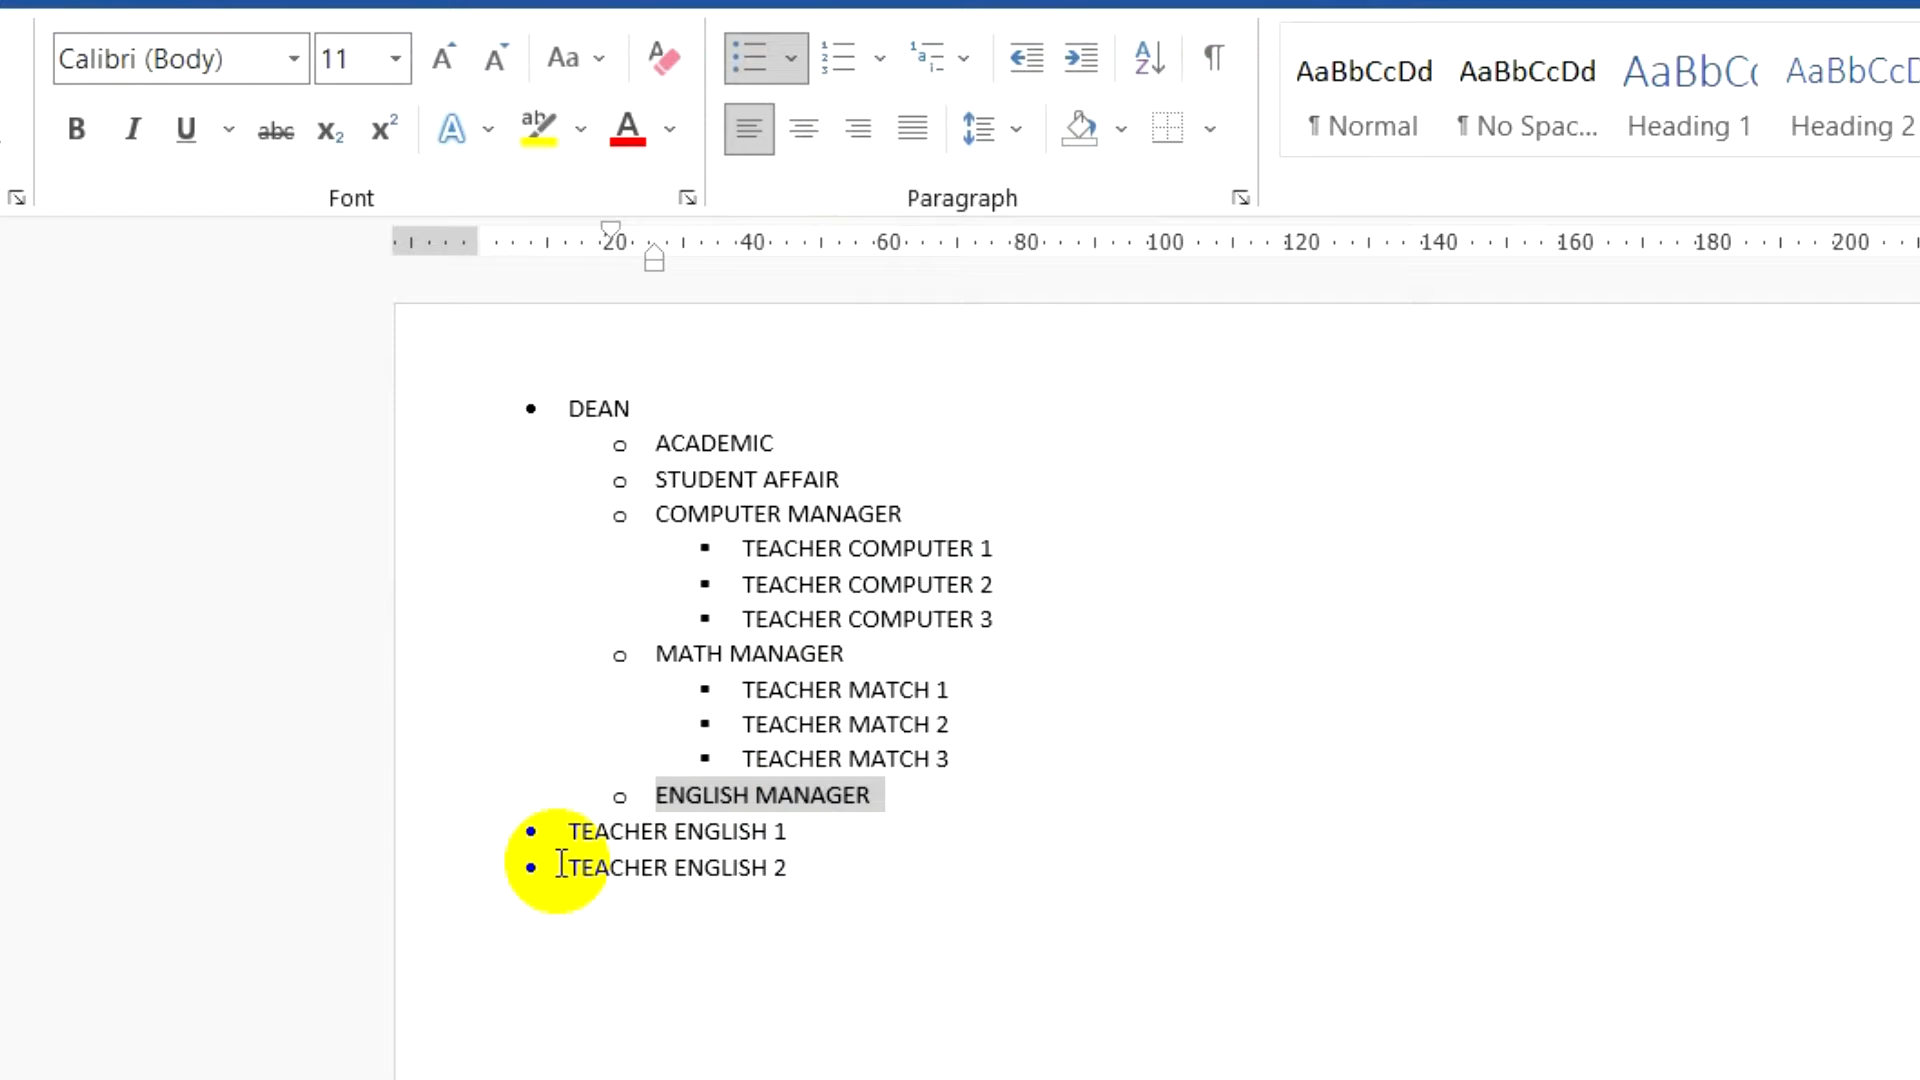 Calibri (Body) 11 A A Aa A
AaBbCcDd AaBbCcDd AaBbC AaBbCcD
B I U abc x2 x2 A ab A
¶ Normal ¶ No Spac... Heading 1 Heading 2
Font Paragraph
20 40 60 80 100 120 140 160 180 200
• DEAN
o ACADEMIC
o STUDENT AFFAIR
o COMPUTER MANAGER
▪ TEACHER COMPUTER 1
▪ TEACHER COMPUTER 2
▪ TEACHER COMPUTER 3
o MATH MANAGER
▪ TEACHER MATCH 1
▪ TEACHER MATCH 2
▪ TEACHER MATCH 3
o ENGLISH MANAGER
• TEACHER ENGLISH 1
• TEACHER ENGLISH 2